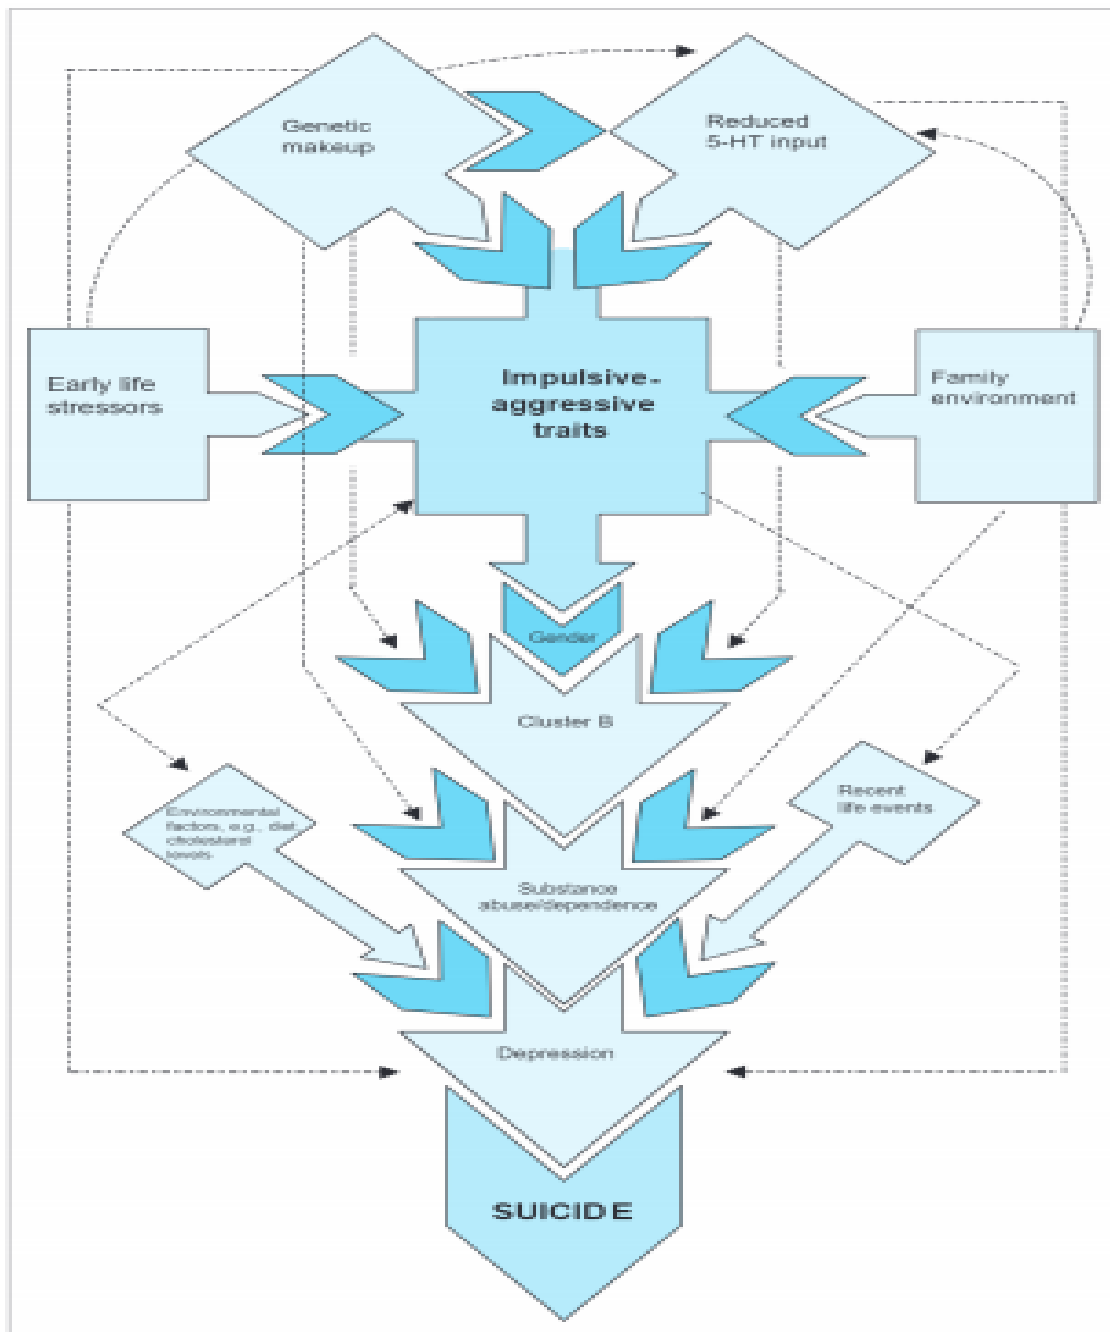 Genetic
makeup
Reduced
5-HT input
Early life
stressors
Impulsive-
aggressive
traits
Family
environment
Gender
Cluster B
Recent
life events
Environmental
factors, e.g., diet,
cholesterol
levels
Substance
abuse/dependence
Depression
SUICIDE